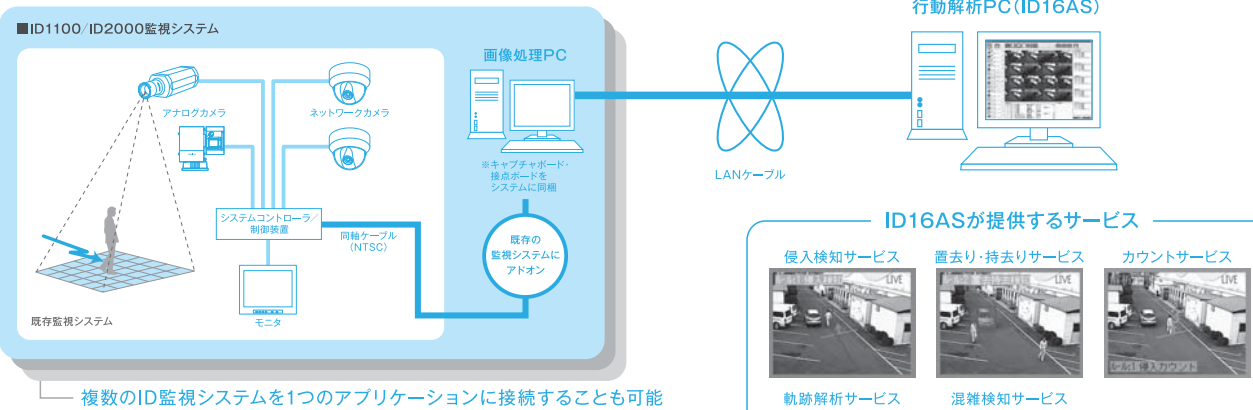 ■ID1100/ID2000監視システム
アナログカメラ
ネットワークカメラ
システムコントローラ/
制御装置
同軸ケーブル
(NTSC)
モニタ
既存監視システム
画像処理PC
※キャプチャボード・
接点ボードを
システムに同梱
既存の
監視システムに
アドオン
複数のID監視システムを1つのアプリケーションに接続することも可能
LANケーブル
行動解析PC(ID16AS)
ID16ASが提供するサービス
侵入検知サービス
置去り・持去りサービス
カウントサービス
LIVE
LIVE
LIVE
軌跡解析サービス
混雑検知サービス